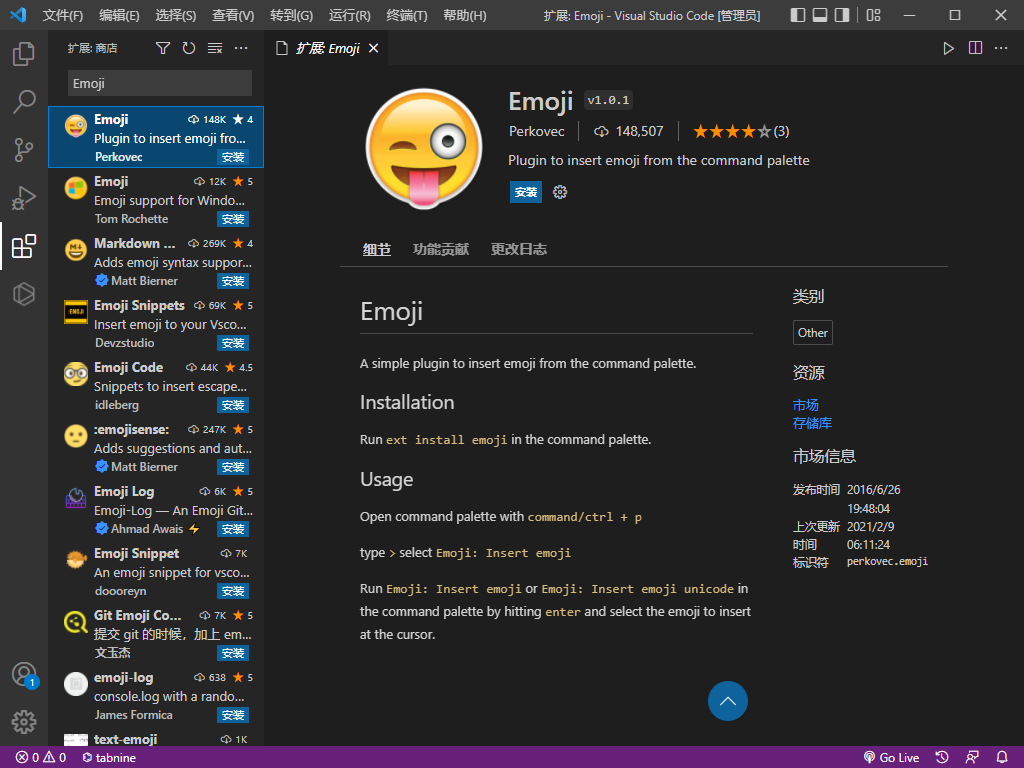 文件(F) 编辑(E) 选择(S) 查看(V) 转到(G) 运行(R) 终端(T) 帮助(H) 扩展: Emoji - Visual Studio Code [管理员]
扩展: 商店
Emoji
Emoji 148K ★ 4
Plugin to insert emoji fro...
Perkovec 安装
Emoji 12K ★ 5
Emoji support for Windo...
Tom Rochette 安装
Markdown ... 269K ★ 4
Adds emoji syntax suppor...
Matt Bierner 安装
Emoji Snippets 69K ★ 5
Insert emoji to your Vsco...
Devzstudio 安装
Emoji Code 44K ★ 4.5
Snippets to insert escape...
idleberg 安装
:emojisense: 247K ★ 5
Adds suggestions and aut...
Matt Bierner 安装
Emoji Log 6K ★ 5
Emoji-Log — An Emoji Git...
Ahmad Awais ⚡ 安装
Emoji Snippet 7K
An emoji snippet for vsco...
doooreyn 安装
Git Emoji Co... 7K ★ 5
提交 git 的时候，加上 em...
文玉杰 安装
emoji-log 638 ★ 5
console.log with a rando...
James Formica 安装
text-emoji 1K
扩展: Emoji
Emoji v1.0.1
Perkovec 148,507 ★★★★☆(3)
Plugin to insert emoji from the command palette
安装
细节 功能贡献 更改日志
Emoji
A simple plugin to insert emoji from the command palette.
Installation
Run ext install emoji in the command palette.
Usage
Open command palette with command/ctrl + p
type > select Emoji: Insert emoji
Run Emoji: Insert emoji or Emoji: Insert emoji unicode in
the command palette by hitting enter and select the emoji to insert
at the cursor.
类别
Other
资源
市场
存储库
市场信息
发布时间 2016/6/26
19:48:04
上次更新 2021/2/9
时间 06:11:24
标识符 perkovec.emoji
1
0 0 tabnine Go Live